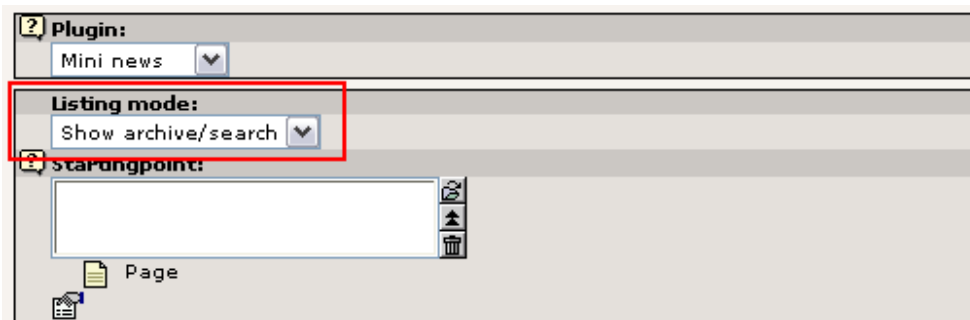 Plugin:
Mini news
Listing mode:
Show archive/search
Startingpoint:
Page